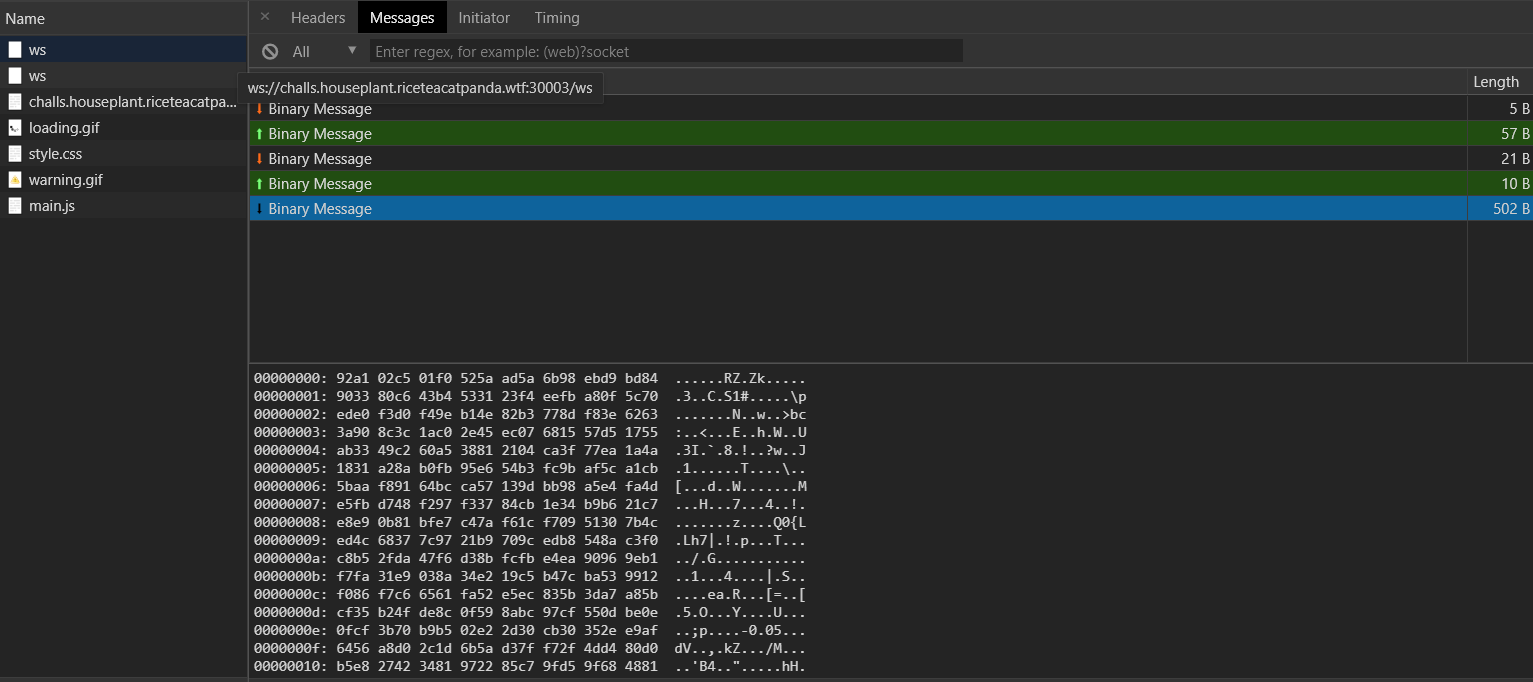 Name
ws
ws
challs.houseplant.riceteacatpa...
loading.gif
style.css
warning.gif
main.js
× Headers Messages Initiator Timing
All ▼ Enter regex, for example: (web)?socket
ws://challs.houseplant.riceteacatpanda.wtf:30003/ws
Length
Binary Message 5 B
Binary Message 57 B
Binary Message 21 B
Binary Message 10 B
Binary Message 502 B
00000000: 92a1 02c5 01f0 525a ad5a 6b98 ebd9 bd84 ......RZ.Zk.....
00000001: 9033 80c6 43b4 5331 23f4 eefb a80f 5c70 .3..C.S1#.....\p
00000002: ede0 f3d0 f49e b14e 82b3 778d f83e 6263 .......N..w..>bc
00000003: 3a90 8c3c 1ac0 2e45 ec07 6815 57d5 1755 :..<...E..h.W..U
00000004: ab33 49c2 60a5 3881 2104 ca3f 77ea 1a4a .3I.`.8.!..?w..J
00000005: 1831 a28a b0fb 95e6 54b3 fc9b af5c a1cb .1......T....\..
00000006: 5baa f891 64bc ca57 139d bb98 a5e4 fa4d [...d..W.......M
00000007: e5fb d748 f297 f337 84cb 1e34 b9b6 21c7 ...H...7...4..!.
00000008: e8e9 0b81 bfe7 c47a f61c f709 5130 7b4c .......z....Q0{L
00000009: ed4c 6837 7c97 21b9 709c edb8 548a c3f0 .Lh7|.!.p...T...
0000000a: c8b5 2fda 47f6 d38b fcfb e4ea 9096 9eb1 ../.G...........
0000000b: f7fa 31e9 038a 34e2 19c5 b47c ba53 9912 ..1...4....|.S..
0000000c: f086 f7c6 6561 fa52 e5ec 835b 3da7 a85b ....ea.R...[=..[
0000000d: cf35 b24f de8c 0f59 8abc 97cf 550d be0e .5.O...Y....U...
0000000e: 0fcf 3b70 b9b5 02e2 2d30 cb30 352e e9af ..;p....-0.05...
0000000f: 6456 a8d0 2c1d 6b5a d37f f72f 4dd4 80d0 dV..,.kZ.../M...
00000010: b5e8 2742 3481 9722 85c7 9fd5 9f68 4881 ..'B4..".....hH.